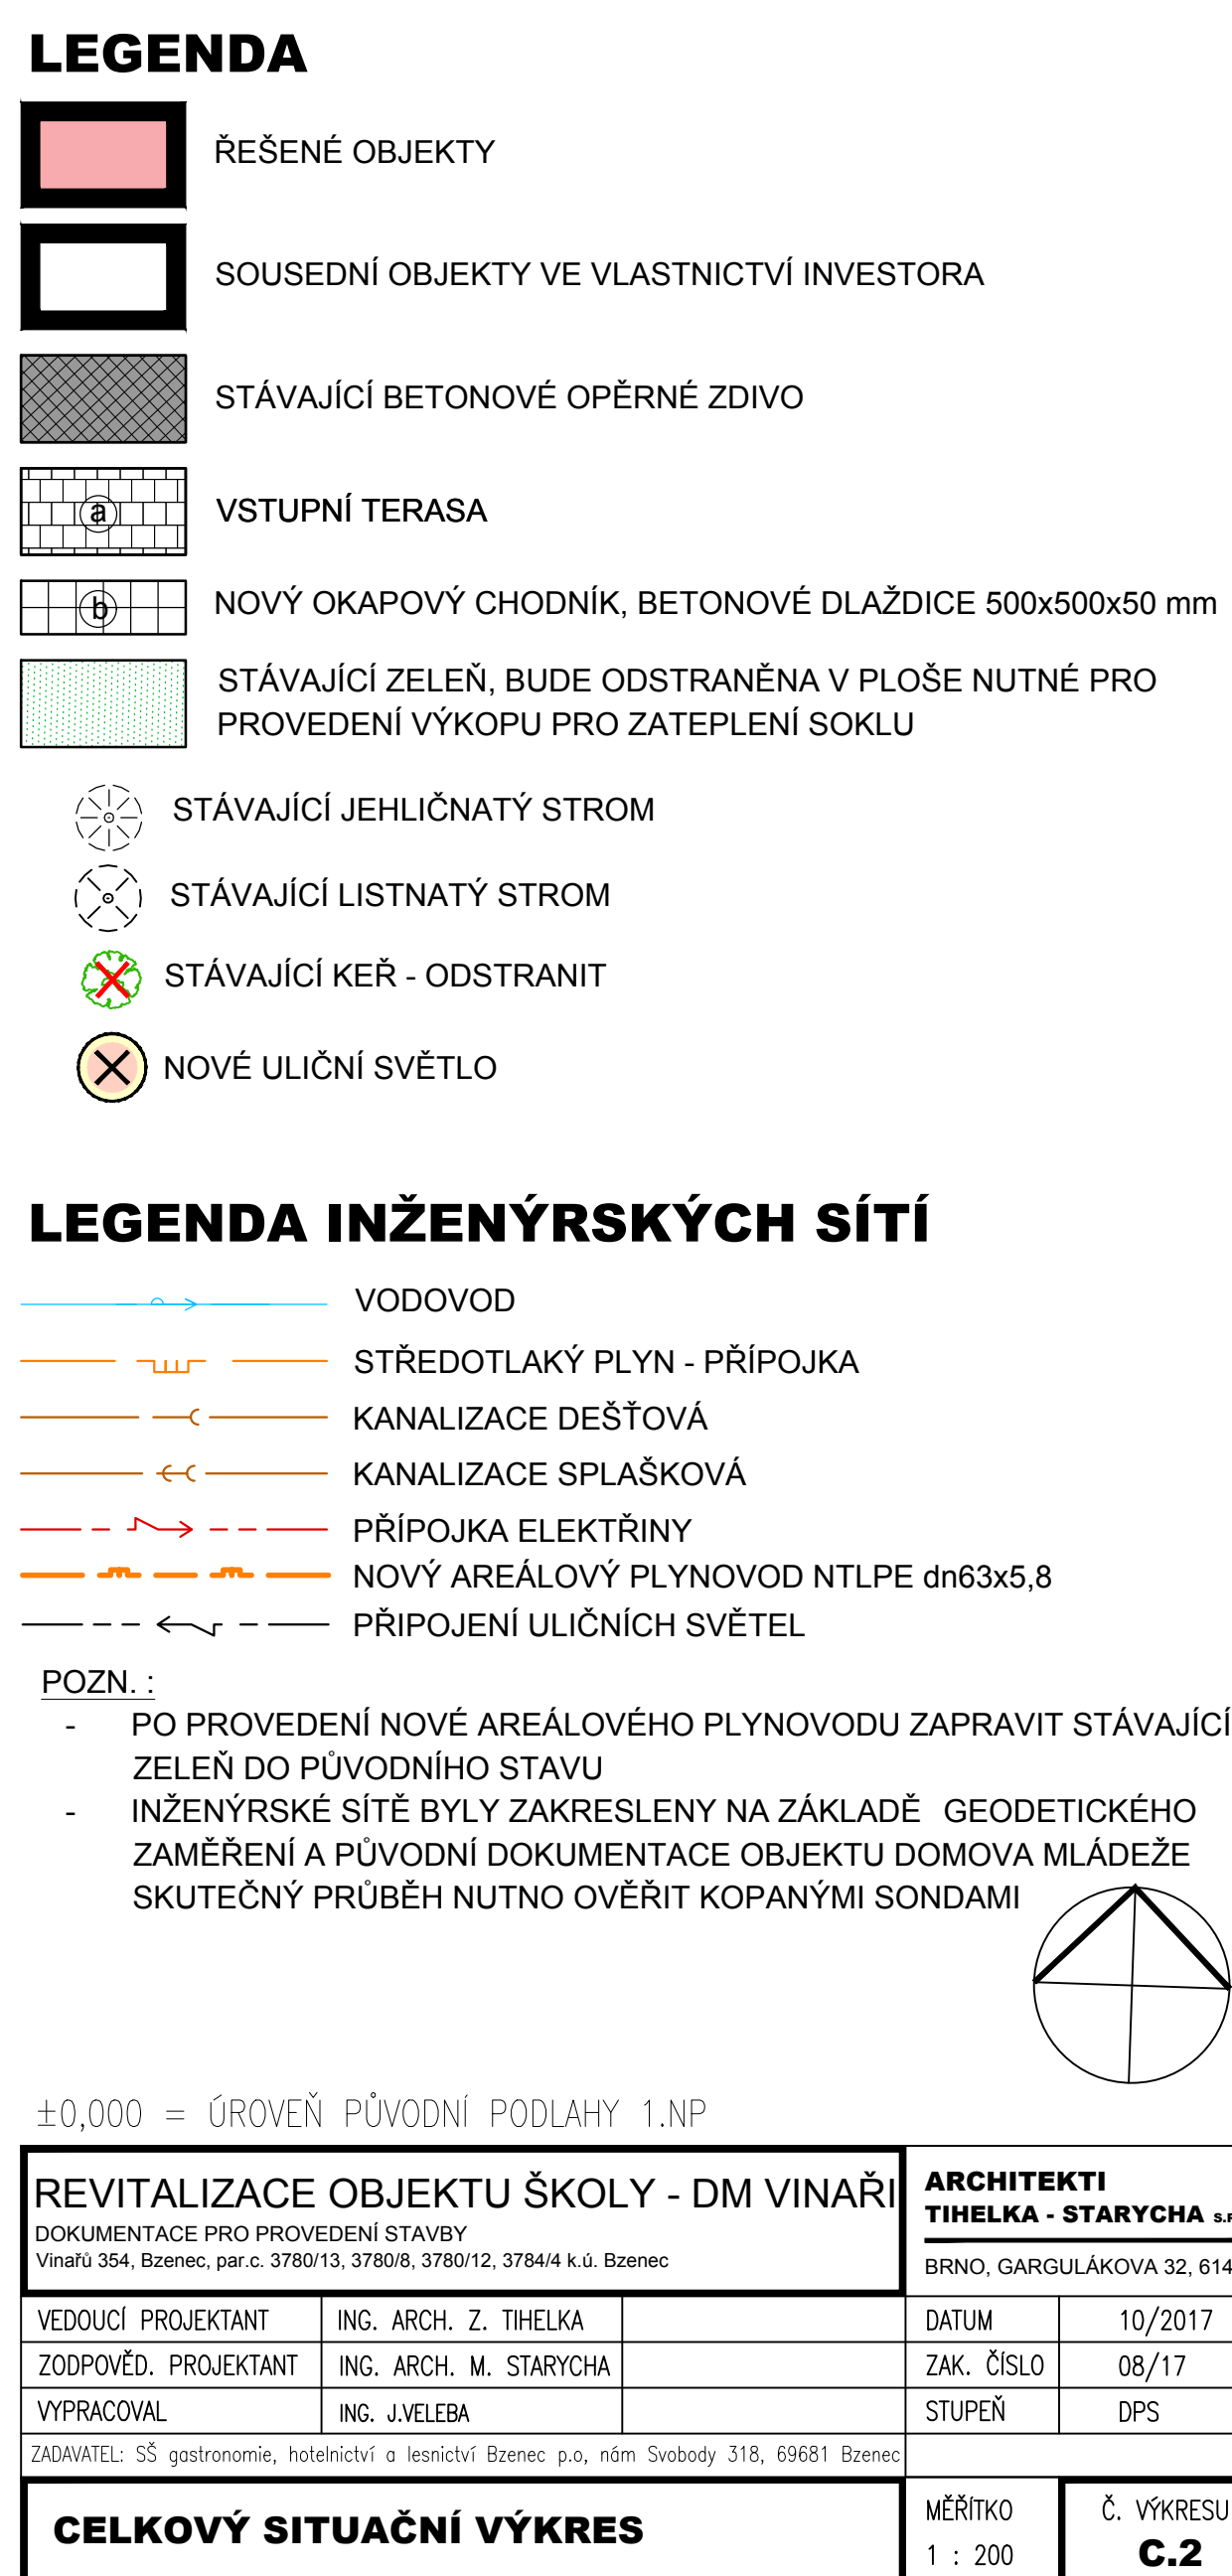 LEGENDA
ŘEŠENÉ OBJEKTY
SOUSEDNÍ OBJEKTY VE VLASTNICTVÍ INVESTORA
STÁVAJÍCÍ BETONOVÉ OPĚRNÉ ZDIVO
a VSTUPNÍ TERASA
b NOVÝ OKAPOVÝ CHODNÍK, BETONOVÉ DLAŽDICE 500x500x50 mm
STÁVAJÍCÍ ZELEŇ, BUDE ODSTRANĚNA V PLOŠE NUTNÉ PRO
PROVEDENÍ VÝKOPU PRO ZATEPLENÍ SOKLU
STÁVAJÍCÍ JEHLIČNATÝ STROM
STÁVAJÍCÍ LISTNATÝ STROM
STÁVAJÍCÍ KEŘ - ODSTRANIT
NOVÉ ULIČNÍ SVĚTLO
LEGENDA INŽENÝRSKÝCH SÍTÍ
VODOVOD
STŘEDOTLAKÝ PLYN - PŘÍPOJKA
KANALIZACE DEŠŤOVÁ
KANALIZACE SPLAŠKOVÁ
PŘÍPOJKA ELEKTŘINY
NOVÝ AREÁLOVÝ PLYNOVOD NTLPE dn63x5,8
PŘIPOJENÍ ULIČNÍCH SVĚTEL
POZN. :
- PO PROVEDENÍ NOVÉ AREÁLOVÉHO PLYNOVODU ZAPRAVIT STÁVAJÍCÍ
ZELEŇ DO PŮVODNÍHO STAVU
- INŽENÝRSKÉ SÍTĚ BYLY ZAKRESLENY NA ZÁKLADĚ GEODETICKÉHO
ZAMĚŘENÍ A PŮVODNÍ DOKUMENTACE OBJEKTU DOMOVA MLÁDEŽE
SKUTEČNÝ PRŮBĚH NUTNO OVĚŘIT KOPANÝMI SONDAMI
±0,000 = ÚROVEŇ PŮVODNÍ PODLAHY 1.NP
REVITALIZACE OBJEKTU ŠKOLY - DM VINAŘI
DOKUMENTACE PRO PROVEDENÍ STAVBY
Vinařů 354, Bzenec, par.c. 3780/13, 3780/8, 3780/12, 3784/4 k.ú. Bzenec
ARCHITEKTI
TIHELKA - STARYCHA
BRNO, GARGULÁKOVA 32, 614
VEDOUCÍ PROJEKTANT ING. ARCH. Z. TIHELKA
DATUM 10/2017
ZODPOVĚD. PROJEKTANT ING. ARCH. M. STARYCHA
ZAK. ČÍSLO 08/17
VYPRACOVAL ING. J.VELEBA
STUPEŇ DPS
ZADAVATEL: SŠ gastronomie, hotelnictví a lesnictví Bzenec p.o, nám Svobody 318, 69681 Bzenec
CELKOVÝ SITUAČNÍ VÝKRES
MĚŘÍTKO
1 : 200
Č. VÝKRESU
C.2